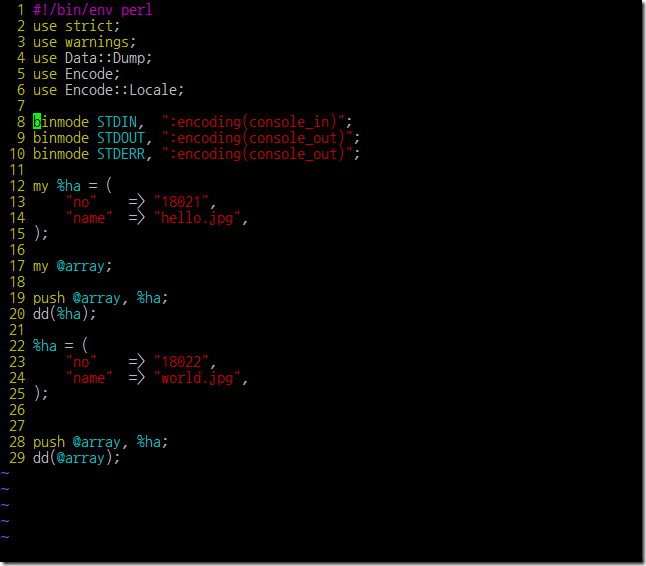 1 #!/bin/env perl
2 use strict;
3 use warnings;
4 use Data::Dump;
5 use Encode;
6 use Encode::Locale;
7
8 binmode STDIN,  ":encoding(console_in)";
9 binmode STDOUT, ":encoding(console_out)";
10 binmode STDERR, ":encoding(console_out)";
11
12 my %ha = (
13     "no"    => "18021",
14     "name"  => "hello.jpg",
15 );
16
17 my @array;
18
19 push @array, %ha;
20 dd(%ha);
21
22 %ha = (
23     "no"    => "18022",
24     "name"  => "world.jpg",
25 );
26
27
28 push @array, %ha;
29 dd(@array);
~
~
~
~
~